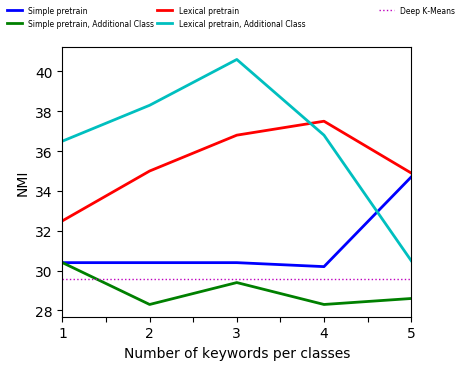 Simple pretrain
Simple pretrain, Additional Class
Lexical pretrain
Lexical pretrain, Additional Class
Deep K-Means
NMI
40
38
36
34
32
30
28
1 2 3 4 5
Number of keywords per classes